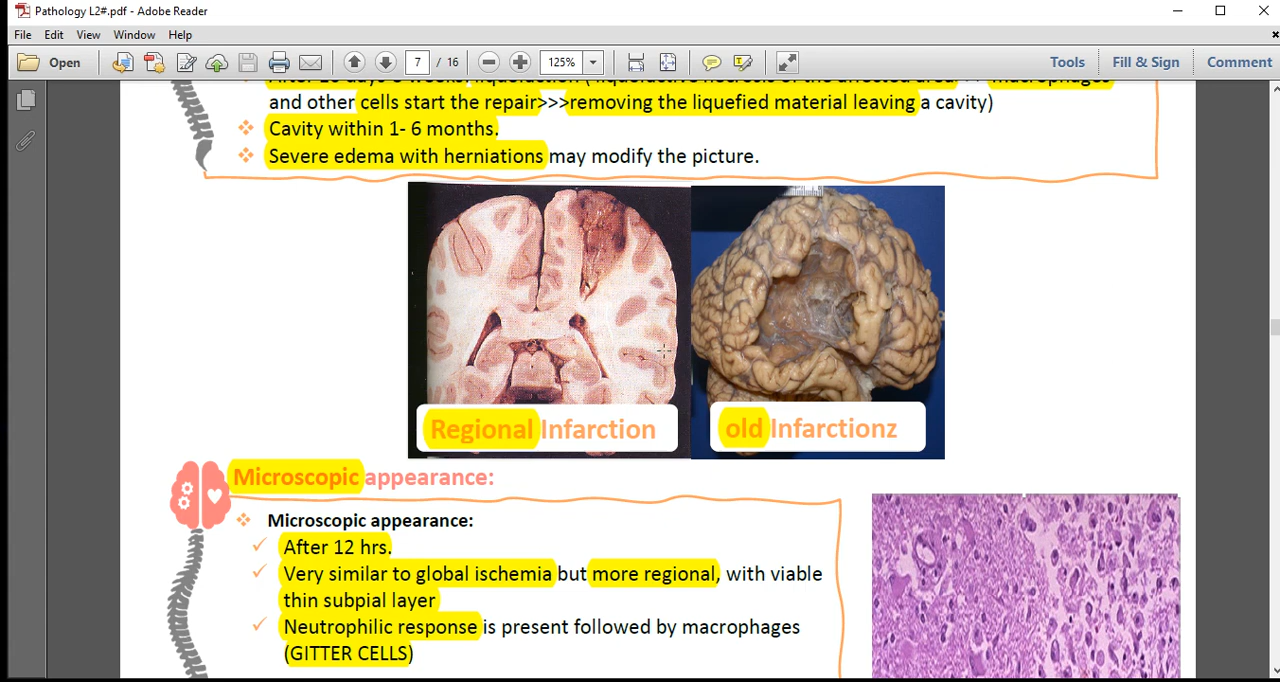 Pathology L2#.pdf - Adobe Reader
File Edit View Window Help
Open 7 / 16 125% Tools Fill & Sign Comment
and other cells start the repair>>>removing the liquefied material leaving a cavity)
Cavity within 1- 6 months.
Severe edema with herniations may modify the picture.
Regional Infarction
old Infarctionz
Microscopic appearance:
Microscopic appearance:
After 12 hrs.
Very similar to global ischemia but more regional, with viable
thin subpial layer
Neutrophilic response is present followed by macrophages
(GITTER CELLS)